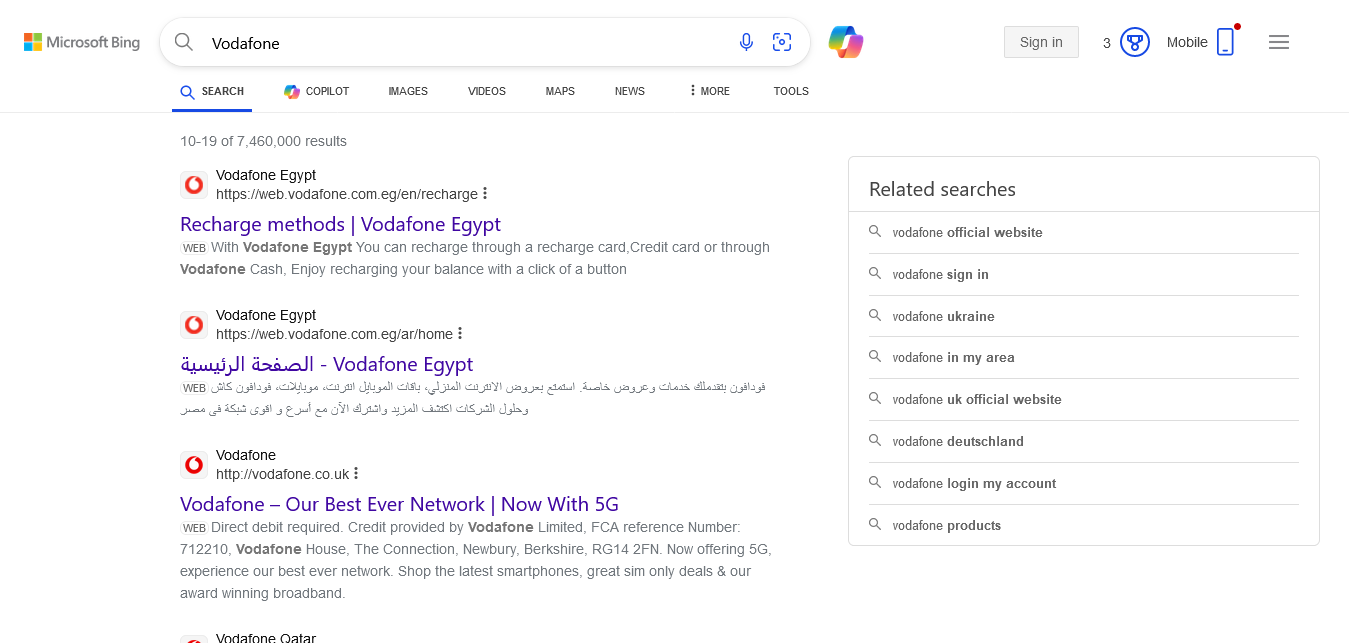 Microsoft Bing
Vodafone
Sign in
3
Mobile
SEARCH
COPILOT
IMAGES
VIDEOS
MAPS
NEWS
MORE
TOOLS
10-19 of 7,460,000 results
Vodafone Egypt
https://web.vodafone.com.eg/en/recharge
Recharge methods | Vodafone Egypt
WEB With Vodafone Egypt You can recharge through a recharge card,Credit card or through
Vodafone Cash, Enjoy recharging your balance with a click of a button
Vodafone Egypt
https://web.vodafone.com.eg/ar/home
الصفحة الرئيسية - Vodafone Egypt
WEB فودافون بتقدملك خدمات وعروض خاصة. استمتع بعروض الانترنت المنزلي، باقات الموبايل انترنت، موبايلات، فودافون كاش
وحلول الشركات اكتشف المزيد واشترك الآن مع أسرع و اقوى شبكة فى مصر
Vodafone
http://vodafone.co.uk
Vodafone – Our Best Ever Network | Now With 5G
WEB Direct debit required. Credit provided by Vodafone Limited, FCA reference Number:
712210, Vodafone House, The Connection, Newbury, Berkshire, RG14 2FN. Now offering 5G,
experience our best ever network. Shop the latest smartphones, great sim only deals & our
award winning broadband.
Vodafone Qatar
Related searches
vodafone official website
vodafone sign in
vodafone ukraine
vodafone in my area
vodafone uk official website
vodafone deutschland
vodafone login my account
vodafone products